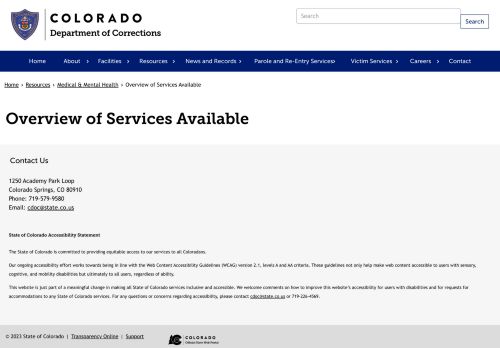 COLORADO
Department of Corrections
Search
Search
Home About › Facilities › Resources › News and Records › Parole and Re-Entry Services › Victim Services › Careers › Contact
Home › Resources › Medical & Mental Health › Overview of Services Available
Overview of Services Available
Contact Us
1250 Academy Park Loop
Colorado Springs, CO 80910
Phone: 719-579-9580
Email: cdoc@state.co.us
State of Colorado Accessibility Statement
The State of Colorado is committed to providing equitable access to our services to all Coloradans.
Our ongoing accessibility effort works towards being in line with the Web Content Accessibility Guidelines (WCAG) version 2.1, levels A and AA criteria. These guidelines not only help make web content accessible to users with sensory,
cognitive, and mobility disabilities but ultimately to all users, regardless of ability.
This website is just part of a meaningful change in making all State of Colorado services inclusive and accessible. We welcome comments on how to improve this website's accessibility for users with disabilities and for requests for
accommodations to any State of Colorado services. For any questions or concerns regarding accessibility, please contact cdoc@state.co.us or 719-226-4569.
© 2023 State of Colorado | Transparency Online | Support
COLORADO
Official State Web Portal